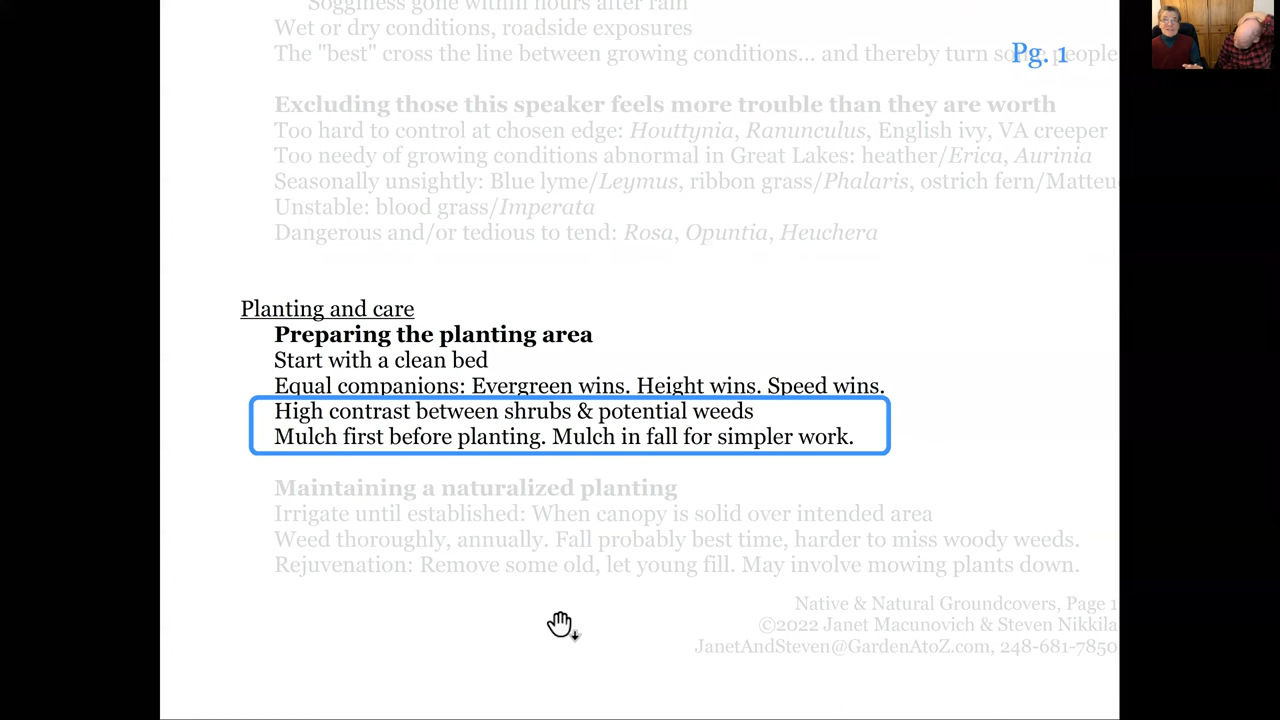 Sogginess gone within hours after rain
Wet or dry conditions, roadside exposures
The "best" cross the line between growing conditions... and thereby turn some people
Pg. 1
Excluding those this speaker feels more trouble than they are worth
Too hard to control at chosen edge: Houttynia, Ranunculus, English ivy, VA creeper
Too needy of growing conditions abnormal in Great Lakes: heather/Erica, Aurinia
Seasonally unsightly: Blue lyme/Leymus, ribbon grass/Phalaris, ostrich fern/Matteu
Unstable: blood grass/Imperata
Dangerous and/or tedious to tend: Rosa, Opuntia, Heuchera
Planting and care
Preparing the planting area
Start with a clean bed
Equal companions: Evergreen wins. Height wins. Speed wins.
High contrast between shrubs & potential weeds
Mulch first before planting. Mulch in fall for simpler work.
Maintaining a naturalized planting
Irrigate until established: When canopy is solid over intended area
Weed thoroughly, annually. Fall probably best time, harder to miss woody weeds.
Rejuvenation: Remove some old, let young fill. May involve mowing plants down.
Native & Natural Groundcovers, Page 1
©2022 Janet Macunovich & Steven Nikkila
JanetAndSteven@GardenAtoZ.com, 248-681-7850